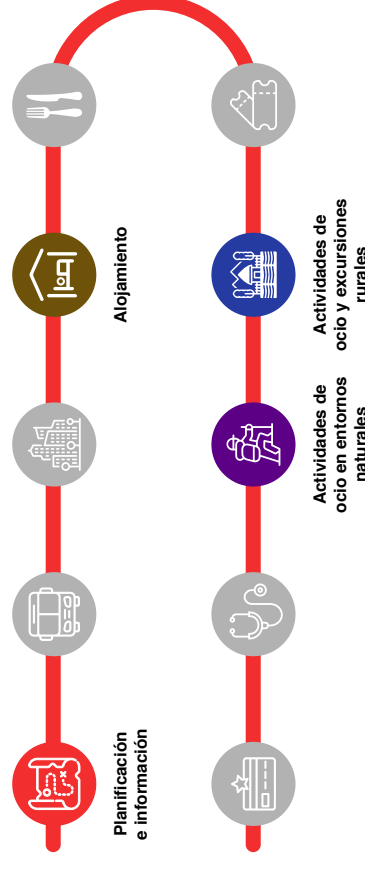 Planificación
e información
Alojamiento
Actividades de
ocio y excursiones
rurales
Actividades de
ocio en entornos
naturales